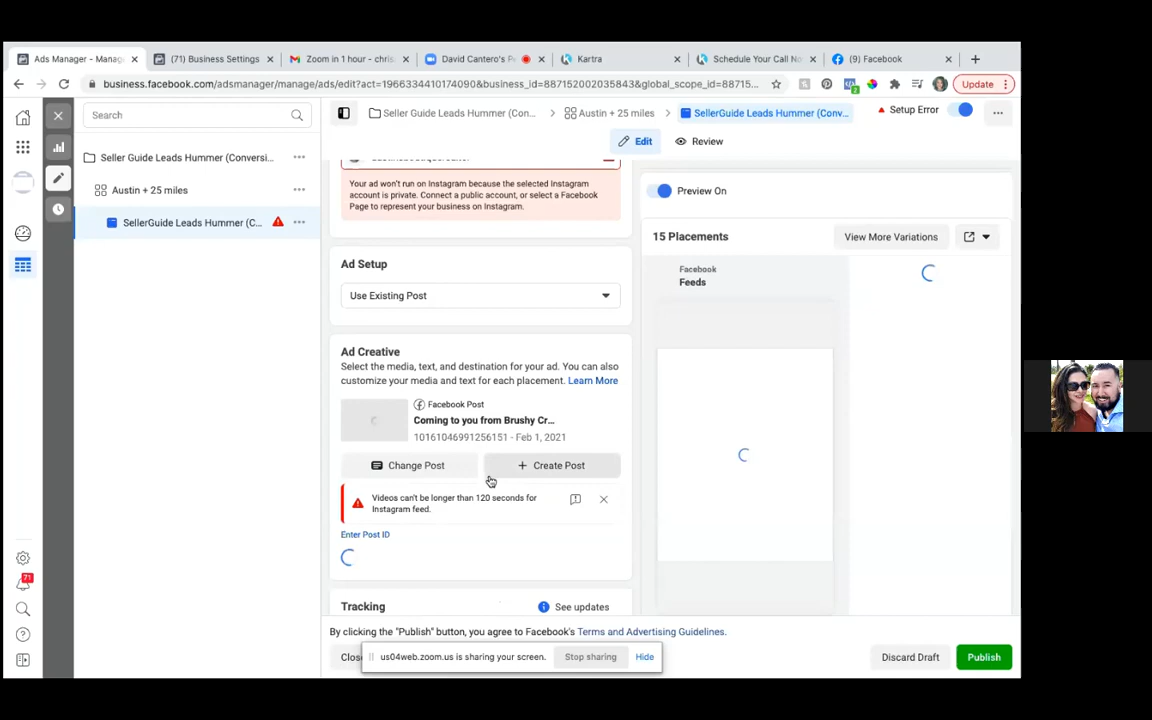 Ads Manager - Manag
(71) Business Settings
Zoom in 1 hour - chris
David Cantero's P
Kartra
Schedule Your Call No
(9) Facebook
business.facebook.com/adsmanager/manage/ads/edit?act=1966334410174090&business_id=887152002035843&global_scope_id=88715...
Update
Search
Seller Guide Leads Hummer (Con...
Austin + 25 miles
SellerGuide Leads Hummer (Conv...
Setup Error
Edit
Review
Seller Guide Leads Hummer (Conversi...
Austin + 25 miles
SellerGuide Leads Hummer (C...
Your ad won't run on Instagram because the selected Instagram
account is private. Connect a public account, or select a Facebook
Page to represent your business on Instagram.
Preview On
15 Placements
View More Variations
Facebook
Feeds
Ad Setup
Use Existing Post
Ad Creative
Select the media, text, and destination for your ad. You can also
customize your media and text for each placement. Learn More
Facebook Post
Coming to you from Brushy Cr...
10161046991256151 - Feb 1, 2021
Change Post
+ Create Post
Videos can't be longer than 120 seconds for
Instagram feed.
Enter Post ID
Tracking
See updates
71
By clicking the "Publish" button, you agree to Facebook's Terms and Advertising Guidelines.
Clos
us04web.zoom.us is sharing your screen.
Stop sharing
Hide
Discard Draft
Publish